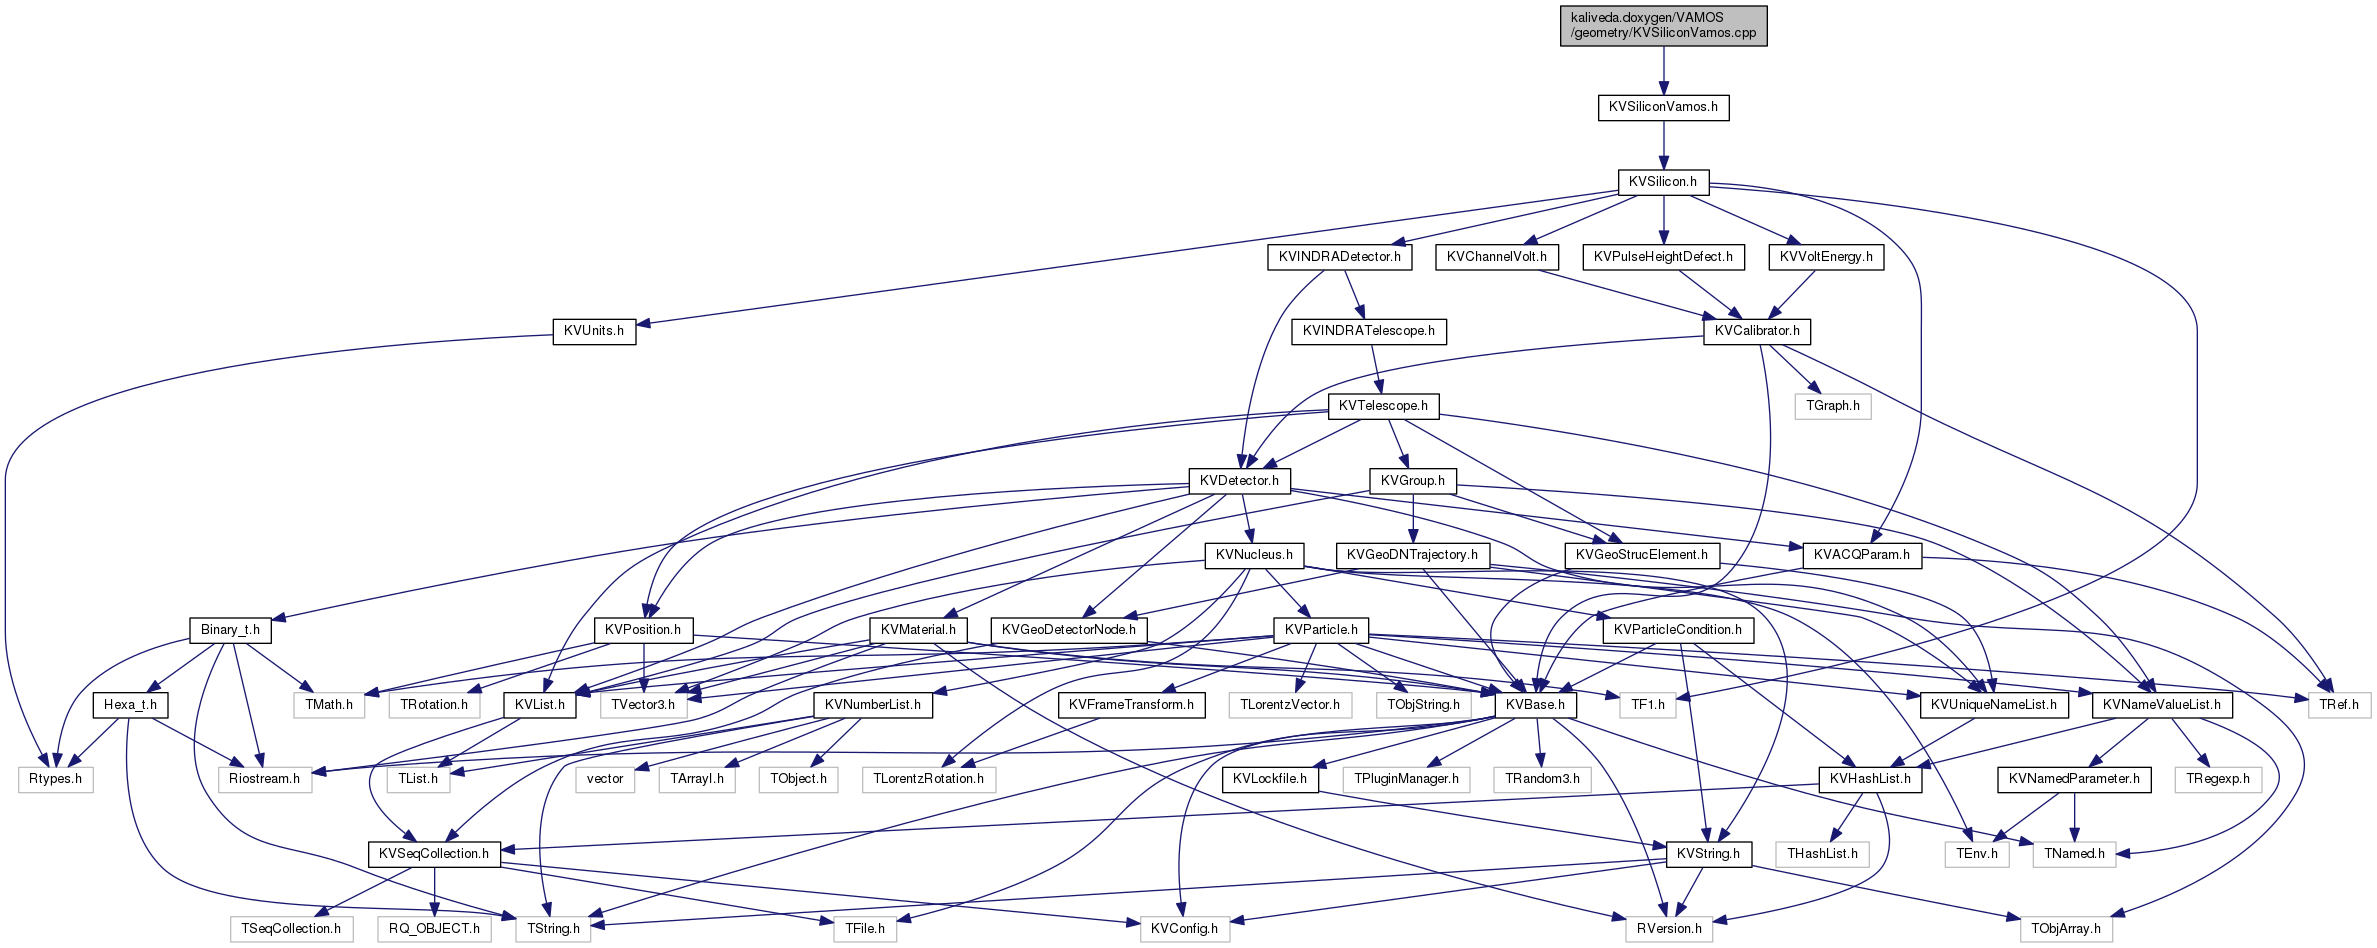 kaliveda.doxygen/VAMOS
/geometry/KVSiliconVamos.cpp
KVSiliconVamos.h
KVSilicon.h
KVINDRADetector.h
KVChannelVolt.h
KVPulseHeightDefect.h
KVVoltEnergy.h
KVUnits.h
KVINDRATelescope.h
KVCalibrator.h
KVTelescope.h
TGraph.h
KVDetector.h
KVGroup.h
KVNucleus.h
KVGeoDNTrajectory.h
KVGeoStrucElement.h
KVACQParam.h
Binary_t.h
KVPosition.h
KVMaterial.h
KVGeoDetectorNode.h
KVParticle.h
KVParticleCondition.h
Hexa_t.h
TMath.h
TRotation.h
KVList.h
TVector3.h
KVNumberList.h
KVFrameTransform.h
TLorentzVector.h
TObjString.h
KVBase.h
TF1.h
KVUniqueNameList.h
KVNameValueList.h
TRef.h
Rtypes.h
Riostream.h
TList.h
vector
TArrayI.h
TObject.h
TLorentzRotation.h
KVLockfile.h
TPluginManager.h
TRandom3.h
KVHashList.h
KVNamedParameter.h
TRegexp.h
KVSeqCollection.h
KVString.h
THashList.h
TEnv.h
TNamed.h
TSeqCollection.h
RQ_OBJECT.h
TString.h
TFile.h
KVConfig.h
RVersion.h
TObjArray.h